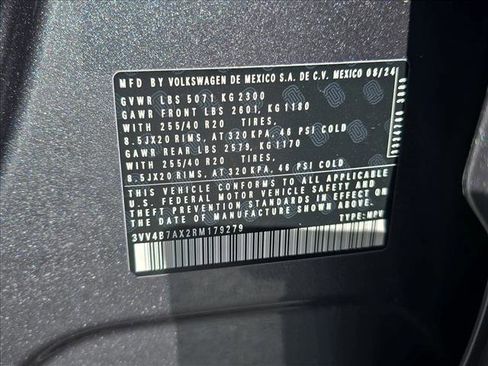 MFD. BY VOLKSWAGEN DE MEXICO S.A. DE C.V. MEXICO 08/24
GVWR LBS 5071 KG 2300
GAWR FRONT LBS 2601, KG 1180
WITH 255/40 R20 TIRES,
8.5JX20 RIMS, AT 320 KPA, 46 PSI COLD
GAWR REAR LBS 2579, KG 1170
WITH 255/40 R20 TIRES,
8.5JX20 RIMS, AT 320 KPA, 46 PSI COLD
THIS VEHICLE CONFORMS TO ALL APPLICABLE
U.S. FEDERAL MOTOR VEHICLE SAFETY AND
THEFT PREVENTION STANDARDS IN EFFECT ON
THE DATE OF MANUFACTURE SHOWN ABOVE.
3VV4B7AX2RM179279 TYPE: MPV